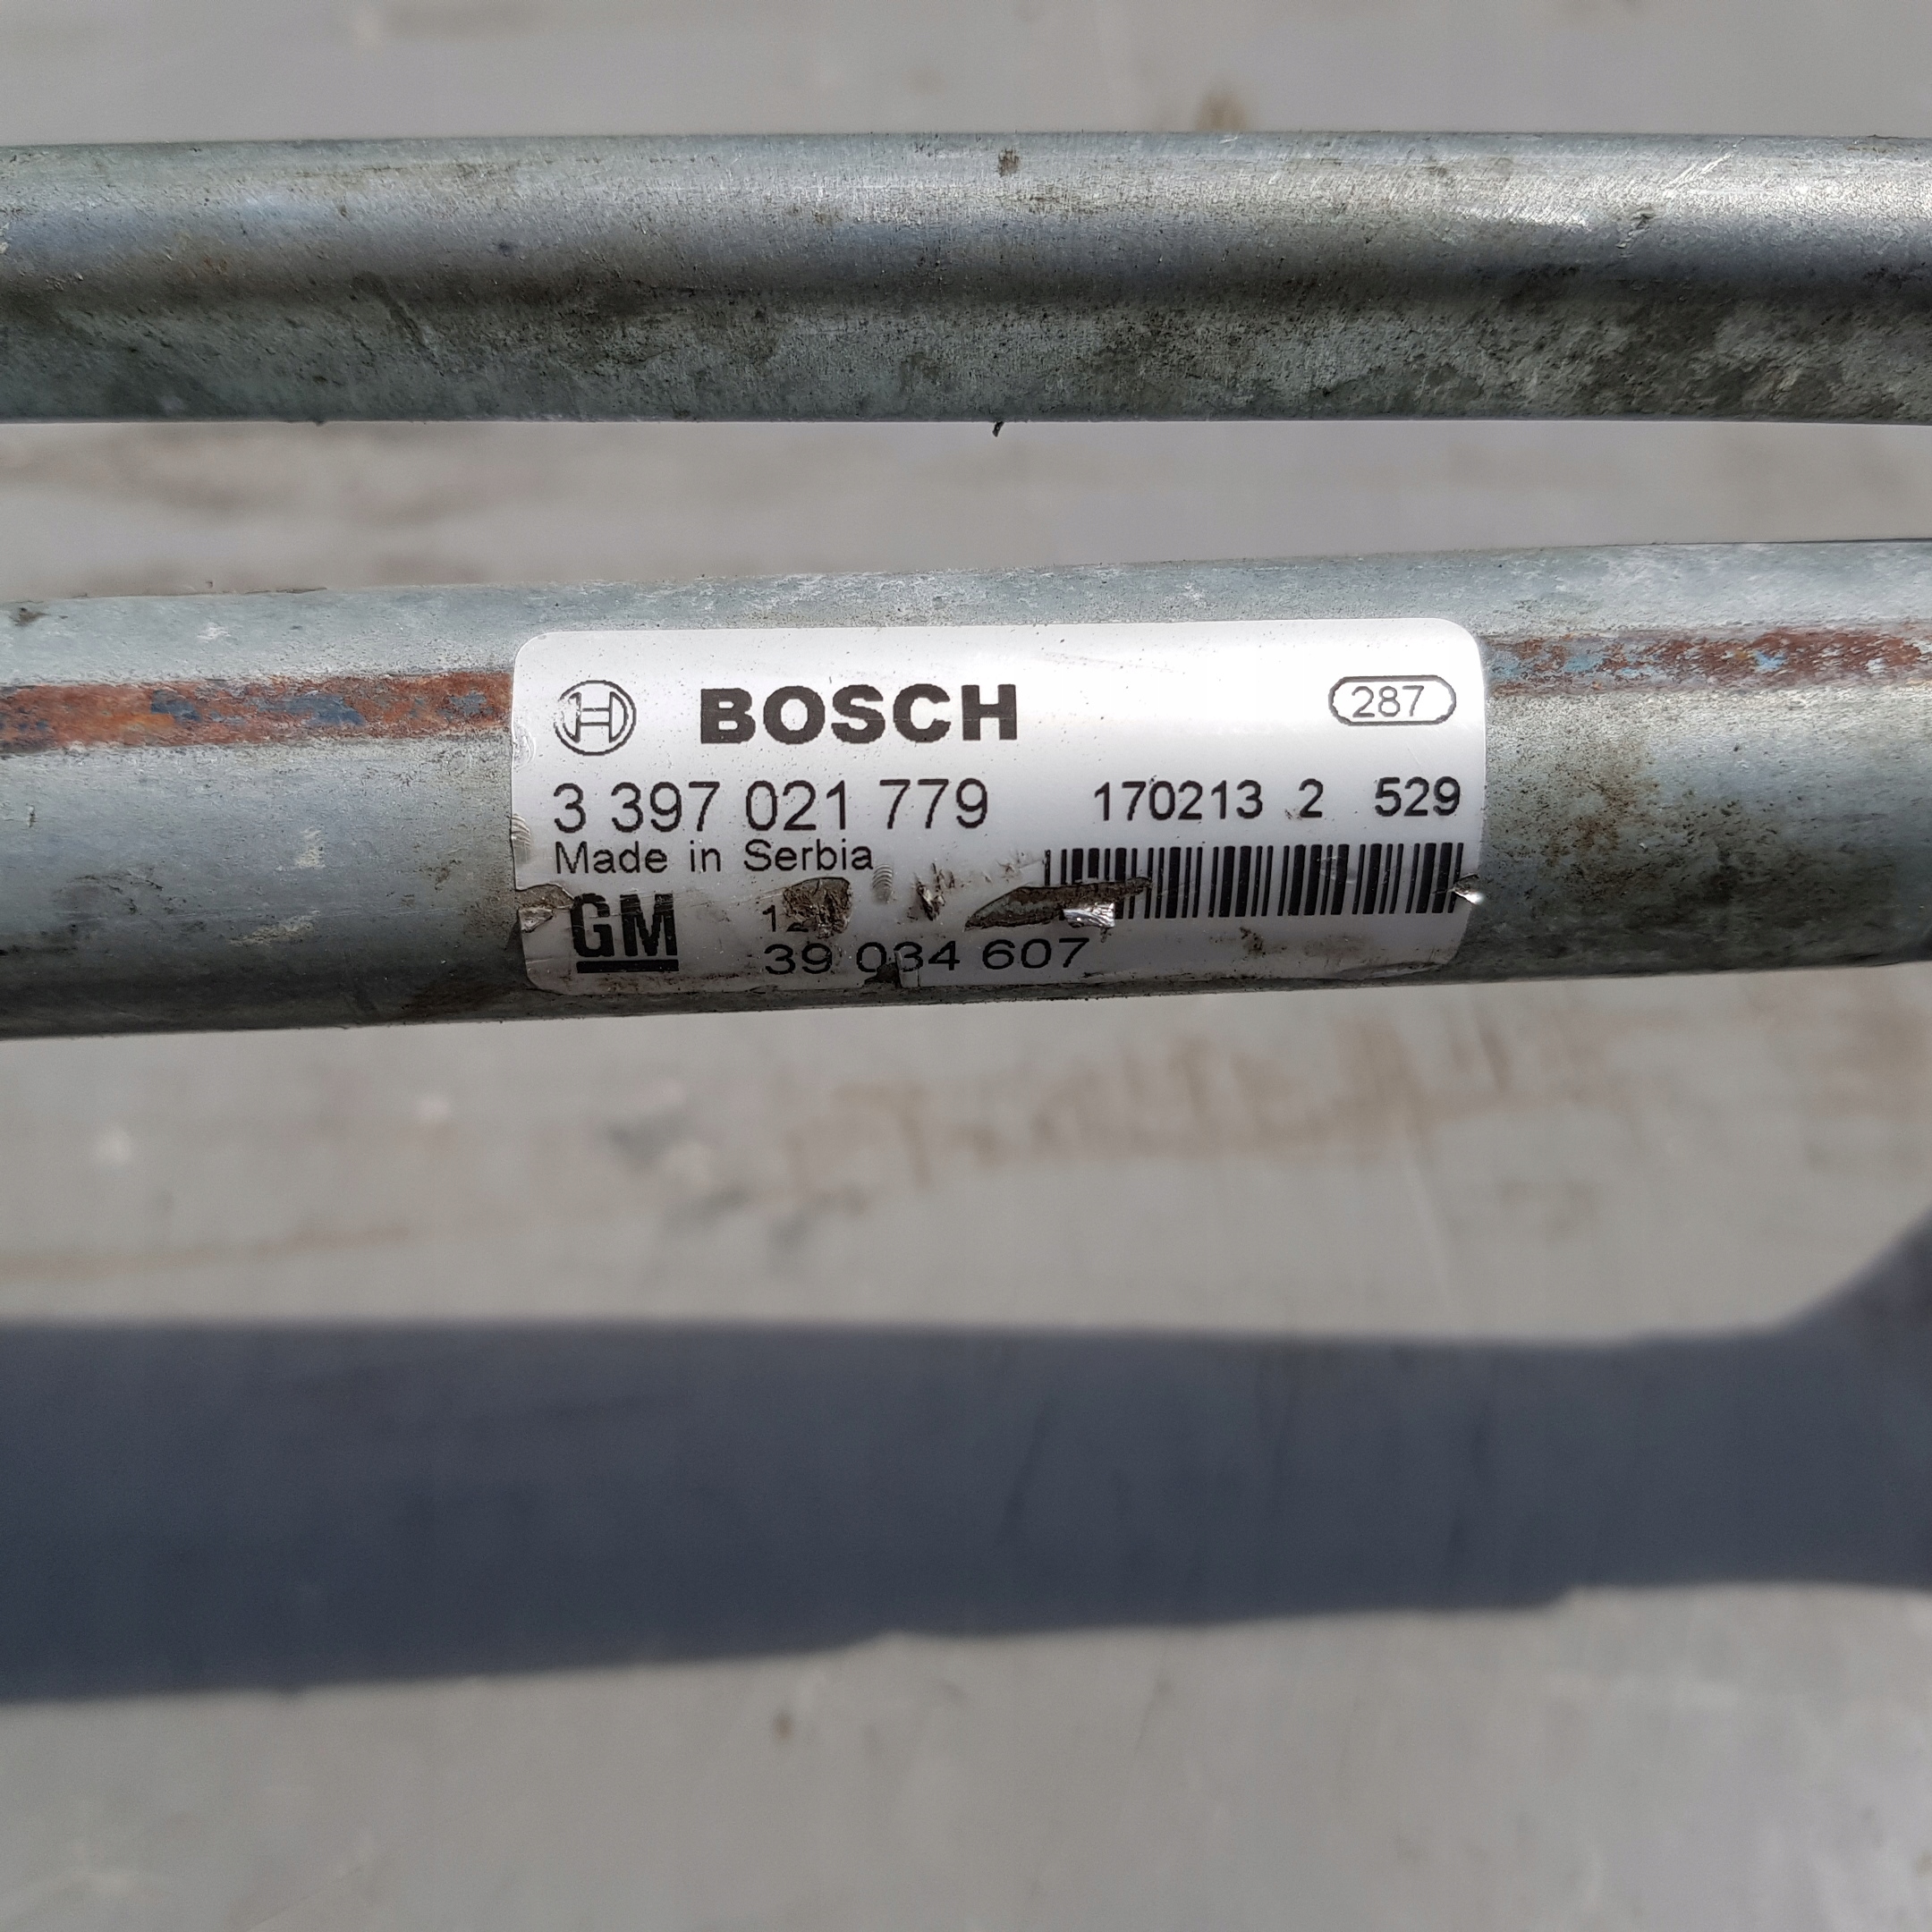 BOSCH 287
3 397 021 779 170213 2 529
Made in Serbia
GM
39 034 607